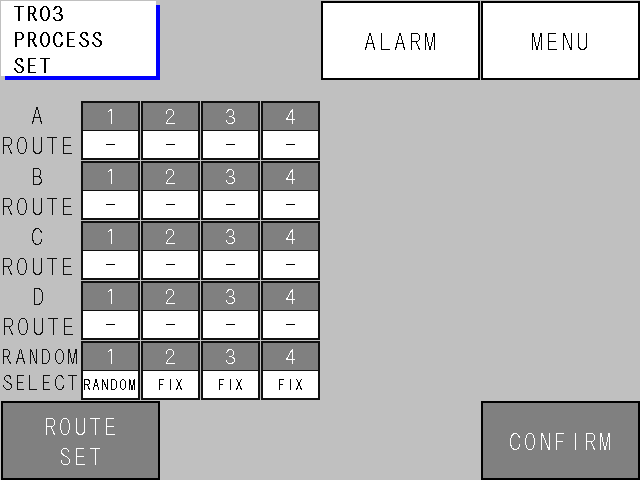 TR03
PROCESS
SET
ALARM
MENU
A ROUTE
1 2 3 4
- - - -
B ROUTE
1 2 3 4
- - - -
C ROUTE
1 2 3 4
- - - -
D ROUTE
1 2 3 4
- - - -
RANDOM SELECT
1 2 3 4
RANDOM FIX FIX FIX
ROUTE
SET
CONFIRM